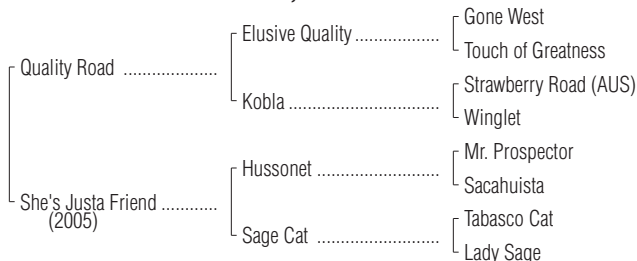 Gone West
Elusive Quality ....................
Touch of Greatness
Quality Road ......................
Strawberry Road (AUS)
Kobla ....................................
Winglet
Mr. Prospector
Hussonet .............................
Sacahuista
She's Justa Friend .............
(2005)
Tabasco Cat
Sage Cat .............................
Lady Sage